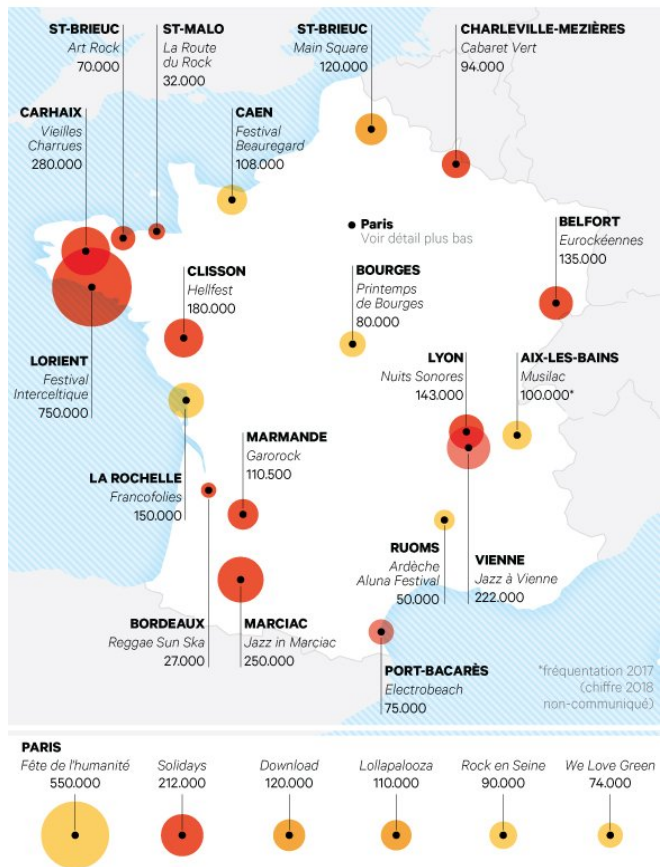 ST-BRIEUC
Art Rock
70.000
ST-MALO
La Route
du Rock
32.000
ST-BRIEUC
Main Square
120.000
CHARLEVILLE-MEZIÈRES
Cabaret Vert
94.000
CARHAIX
Vieilles
Charrues
280.000
CAEN
Festival
Beauregard
108.000
Paris
Voir détail plus bas
BELFORT
Eurockéennes
135.000
CLISSON
Hellfest
180.000
BOURGES
Printemps
de Bourges
80.000
LORIENT
Festival
Interceltique
750.000
LYON
Nuits Sonores
143.000
AIX-LES-BAINS
Musilac
100.000*
MARMANDE
Garorock
110.500
LA ROCHELLE
Francofolies
150.000
RUOMS
Ardèche
Aluna Festival
50.000
VIENNE
Jazz à Vienne
222.000
BORDEAUX
Reggae Sun Ska
27.000
MARCIAC
Jazz in Marciac
250.000
PORT-BACARÈS
Electrobeach
75.000
*fréquentation 2017
(chiffre 2018
non-communiqué)
PARIS
Fête de l'humanité
550.000
Solidays
212.000
Download
120.000
Lollapalooza
110.000
Rock en Seine
90.000
We Love Green
74.000